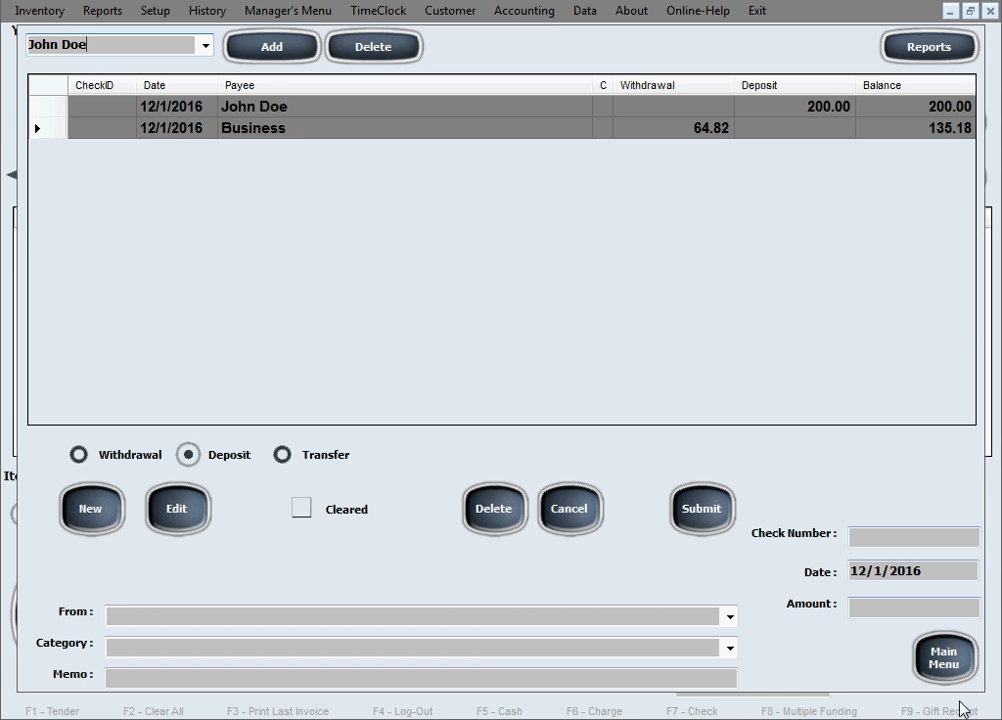 Inventory Reports Setup History Manager's Menu TimeClock Customer Accounting Data About Online-Help Exit
John Doe Add Delete Reports
CheckID Date Payee C Withdrawal Deposit Balance
12/1/2016 John Doe 200.00 200.00
12/1/2016 Business 64.82 135.18
Withdrawal Deposit Transfer
New Edit Cleared Delete Cancel Submit
Check Number :
Date : 12/1/2016
Amount :
From :
Category :
Memo :
Main
Menu
F1 - Tender F2 - Clear All F3 - Print Last Invoice F4 - Log-Out F5 - Cash F6 - Charge F7 - Check F8 - Multiple Funding F9 - Gift Receipt